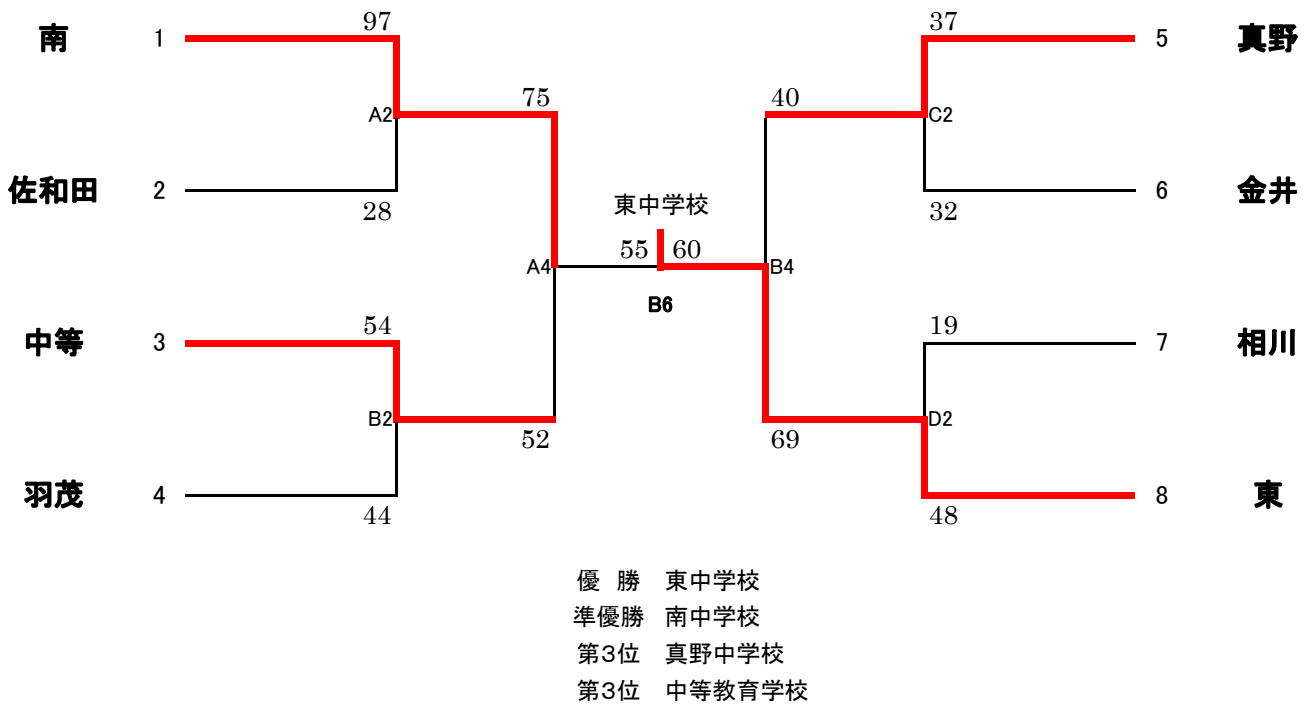 97 37
南 1 5 真野
75 40
A2 C2
佐和田 2 6 金井
28 32
東中学校
55 60
A4 B4
B6
54 19
中等 3 7 相川
B2 D2
52 69
羽茂 4 8 東
44 48
優 勝 東中学校
準優勝 南中学校
第3位 真野中学校
第3位 中等教育学校